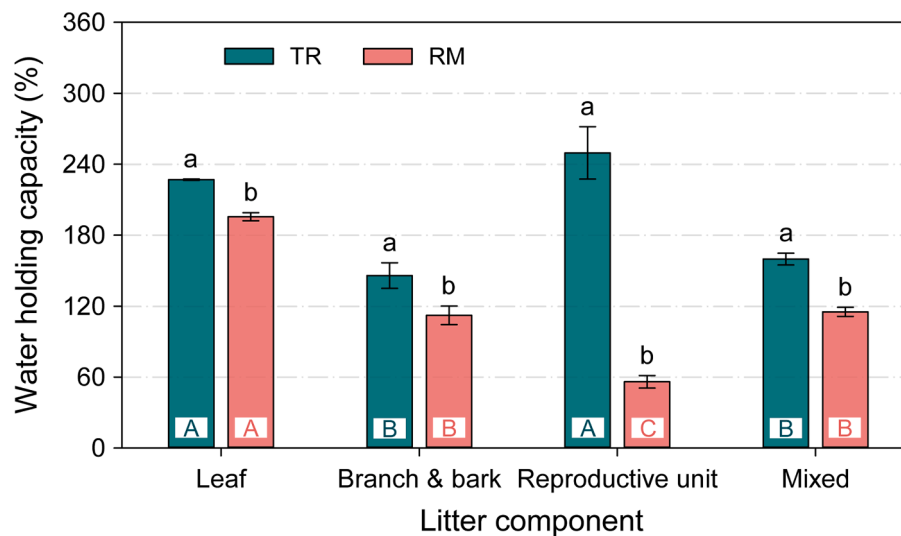 Water holding capacity (%)
360
300
240
180
120
60
0
TR RM
a b a b a b a b
A A B B A C B B
Leaf Branch & bark Reproductive unit Mixed
Litter component